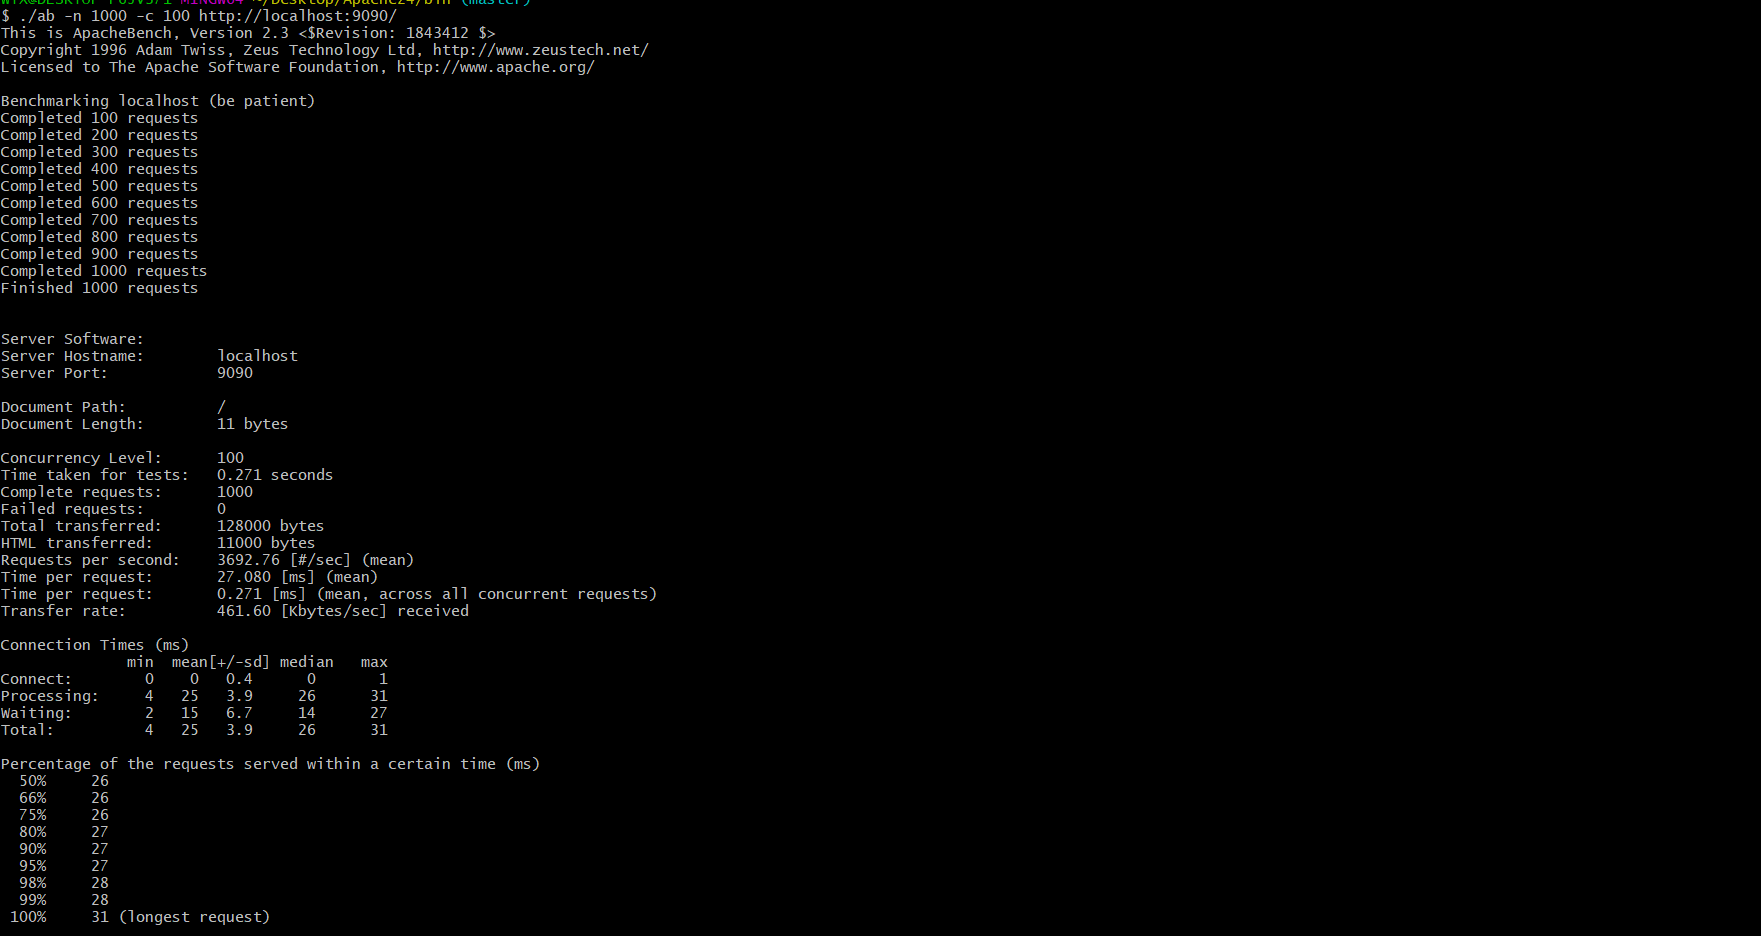 ~/Desktop/Apache24/bin (master)
$ ./ab -n 1000 -c 100 http://localhost:9090/
This is ApacheBench, Version 2.3 <$Revision: 1843412 $>
Copyright 1996 Adam Twiss, Zeus Technology Ltd, http://www.zeustech.net/
Licensed to The Apache Software Foundation, http://www.apache.org/

Benchmarking localhost (be patient)
Completed 100 requests
Completed 200 requests
Completed 300 requests
Completed 400 requests
Completed 500 requests
Completed 600 requests
Completed 700 requests
Completed 800 requests
Completed 900 requests
Completed 1000 requests
Finished 1000 requests


Server Software:
Server Hostname:        localhost
Server Port:            9090

Document Path:          /
Document Length:        11 bytes

Concurrency Level:      100
Time taken for tests:   0.271 seconds
Complete requests:      1000
Failed requests:        0
Total transferred:      128000 bytes
HTML transferred:       11000 bytes
Requests per second:    3692.76 [#/sec] (mean)
Time per request:       27.080 [ms] (mean)
Time per request:       0.271 [ms] (mean, across all concurrent requests)
Transfer rate:          461.60 [Kbytes/sec] received

Connection Times (ms)
              min  mean[+/-sd] median   max
Connect:        0    0   0.4      0       1
Processing:     4   25   3.9     26      31
Waiting:        2   15   6.7     14      27
Total:          4   25   3.9     26      31

Percentage of the requests served within a certain time (ms)
  50%     26
  66%     26
  75%     26
  80%     27
  90%     27
  95%     27
  98%     28
  99%     28
 100%     31 (longest request)